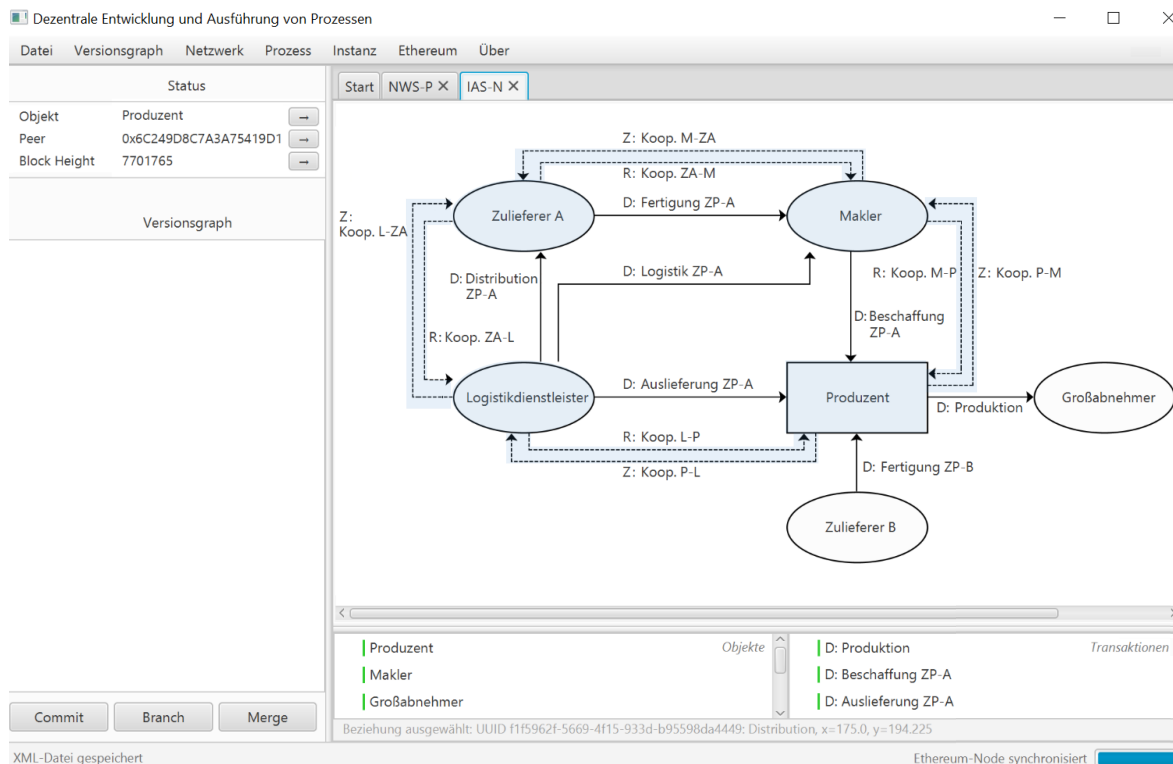 Dezentrale Entwicklung und Ausführung von Prozessen
Datei Versionsgraph Netzwerk Prozess Instanz Ethereum Über
Status
Objekt Produzent
Peer 0x6C249D8C7A3A75419D1
Block Height 7701765
Versionsgraph
Start NWS-P IAS-N
Z: Koop. M-ZA
R: Koop. ZA-M
Z:
Koop. L-ZA
Zulieferer A
D: Fertigung ZP-A
Makler
D: Distribution
ZP-A
D: Logistik ZP-A
R: Koop. M-P
Z: Koop. P-M
R: Koop. ZA-L
D: Beschaffung
ZP-A
Logistikdienstleister
D: Auslieferung ZP-A
Produzent
D: Produktion
Großabnehmer
R: Koop. L-P
Z: Koop. P-L
D: Fertigung ZP-B
Zulieferer B
Produzent
Makler
Großabnehmer
Objekte
D: Produktion
D: Beschaffung ZP-A
D: Auslieferung ZP-A
Transaktionen
Commit Branch Merge
Beziehung ausgewählt: UUID f1f5962f-5669-4f15-933d-b95598da4449: Distribution, x=175.0, y=194.225
XML-Datei gespeichert
Ethereum-Node synchronisiert